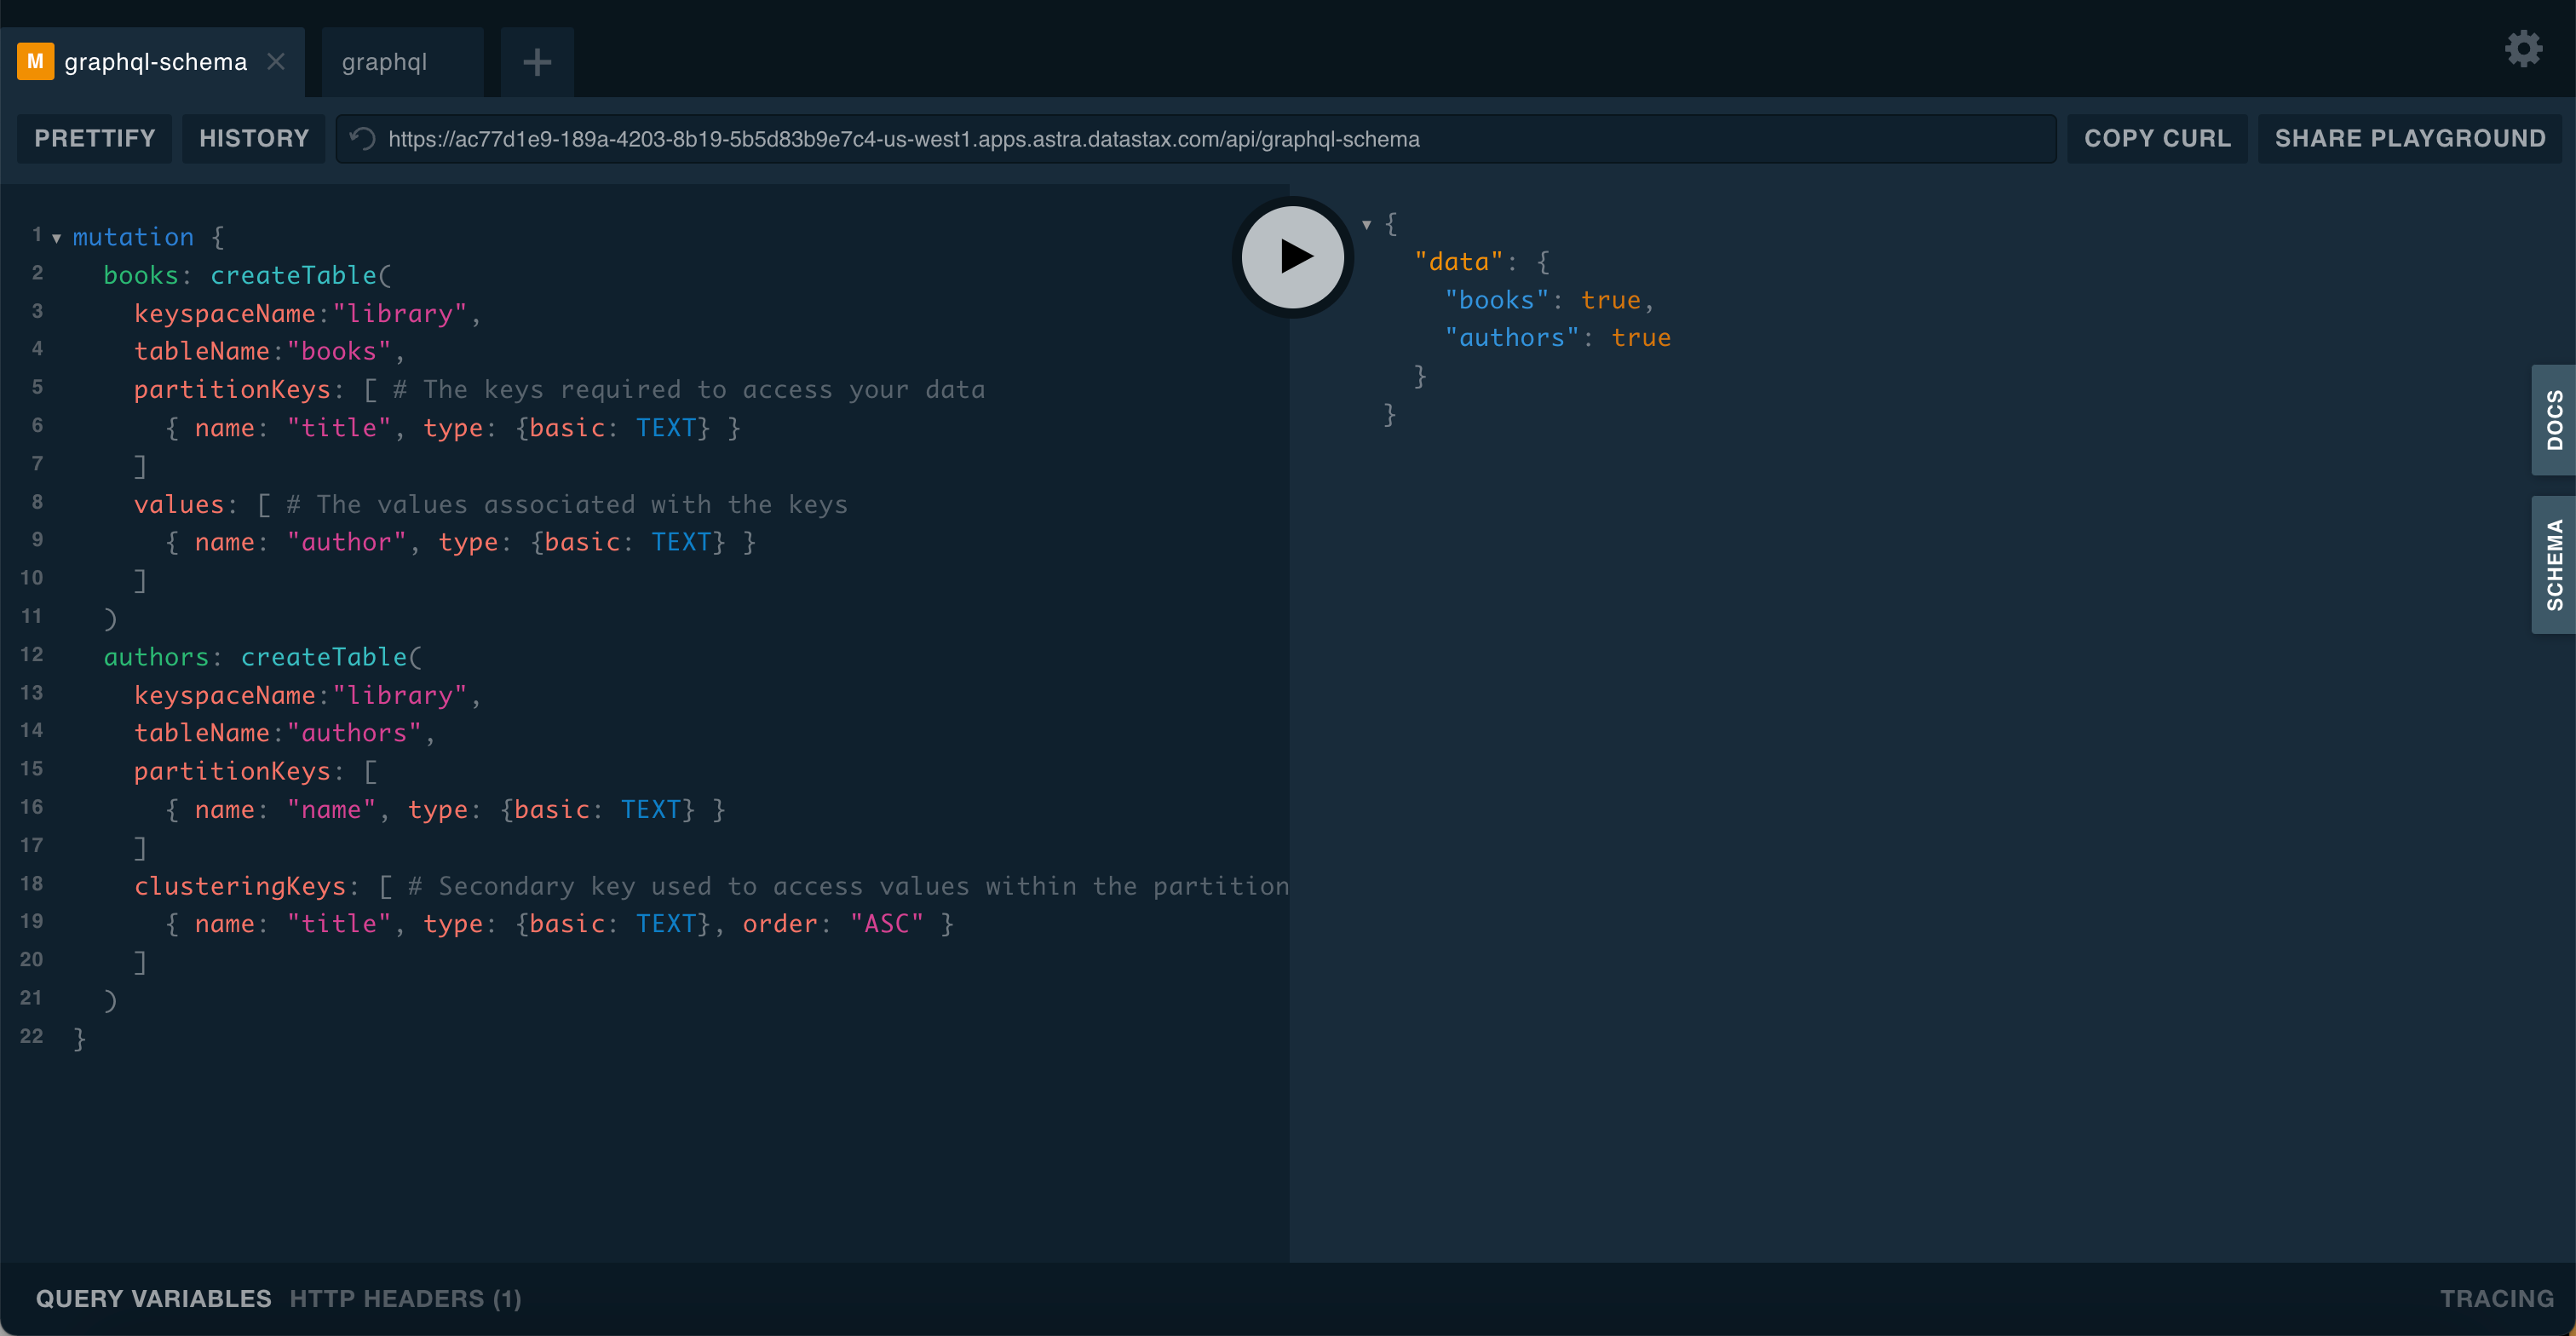 M graphql-schema graphql
PRETTIFY HISTORY https://ac77d1e9-189a-4203-8b19-5b5d83b9e7c4-us-west1.apps.astra.datastax.com/api/graphql-schema COPY CURL SHARE PLAYGROUND
1 mutation {
2 books: createTable(
3 keyspaceName:"library",
4 tableName:"books",
5 partitionKeys: [ # The keys required to access your data
6 { name: "title", type: {basic: TEXT} }
7 ]
8 values: [ # The values associated with the keys
9 { name: "author", type: {basic: TEXT} }
10 ]
11 )
12 authors: createTable(
13 keyspaceName:"library",
14 tableName:"authors",
15 partitionKeys: [
16 { name: "name", type: {basic: TEXT} }
17 ]
18 clusteringKeys: [ # Secondary key used to access values within the partition
19 { name: "title", type: {basic: TEXT}, order: "ASC" }
20 ]
21 )
22 }
{
"data": {
"books": true,
"authors": true
}
}
DOCS
SCHEMA
QUERY VARIABLES HTTP HEADERS (1) TRACING